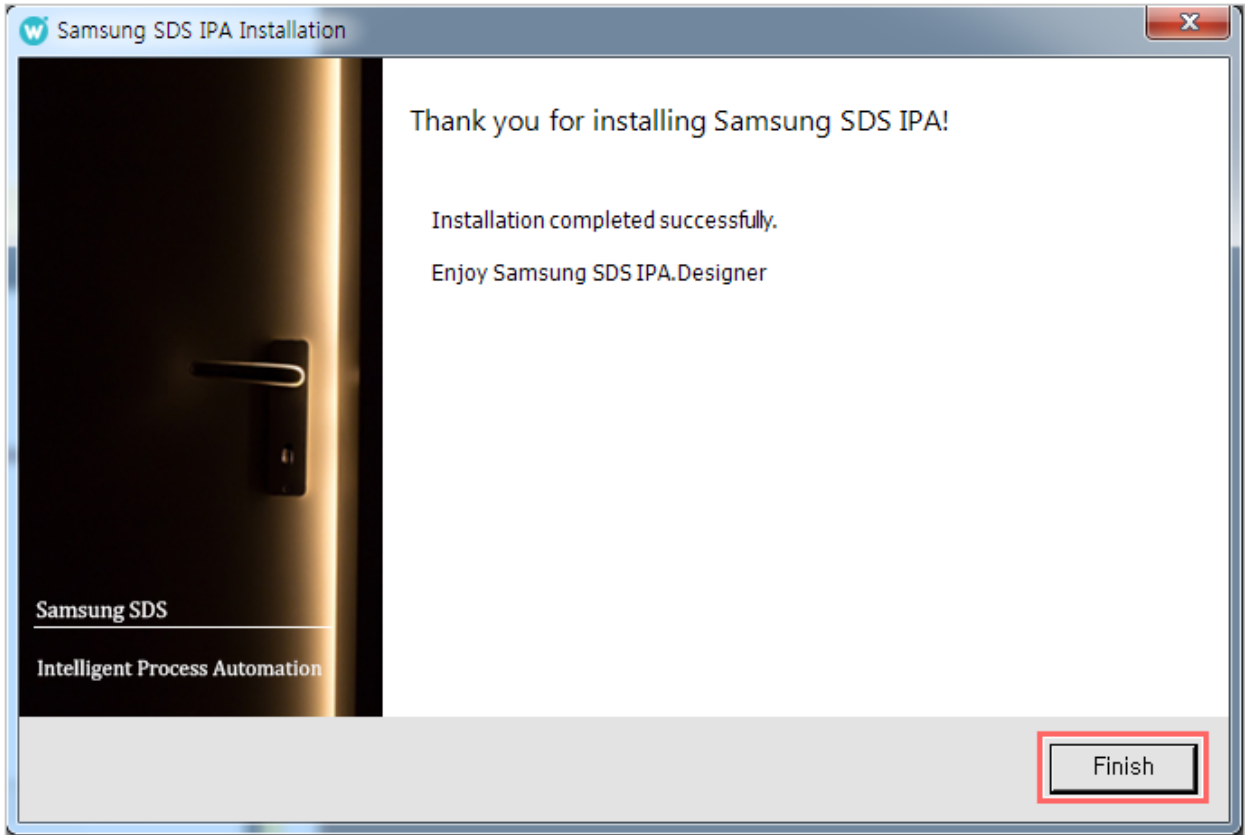 Samsung SDS IPA Installation
Thank you for installing Samsung SDS IPA!
Installation completed successfully.
Enjoy Samsung SDS IPA.Designer
Samsung SDS
Intelligent Process Automation
Finish